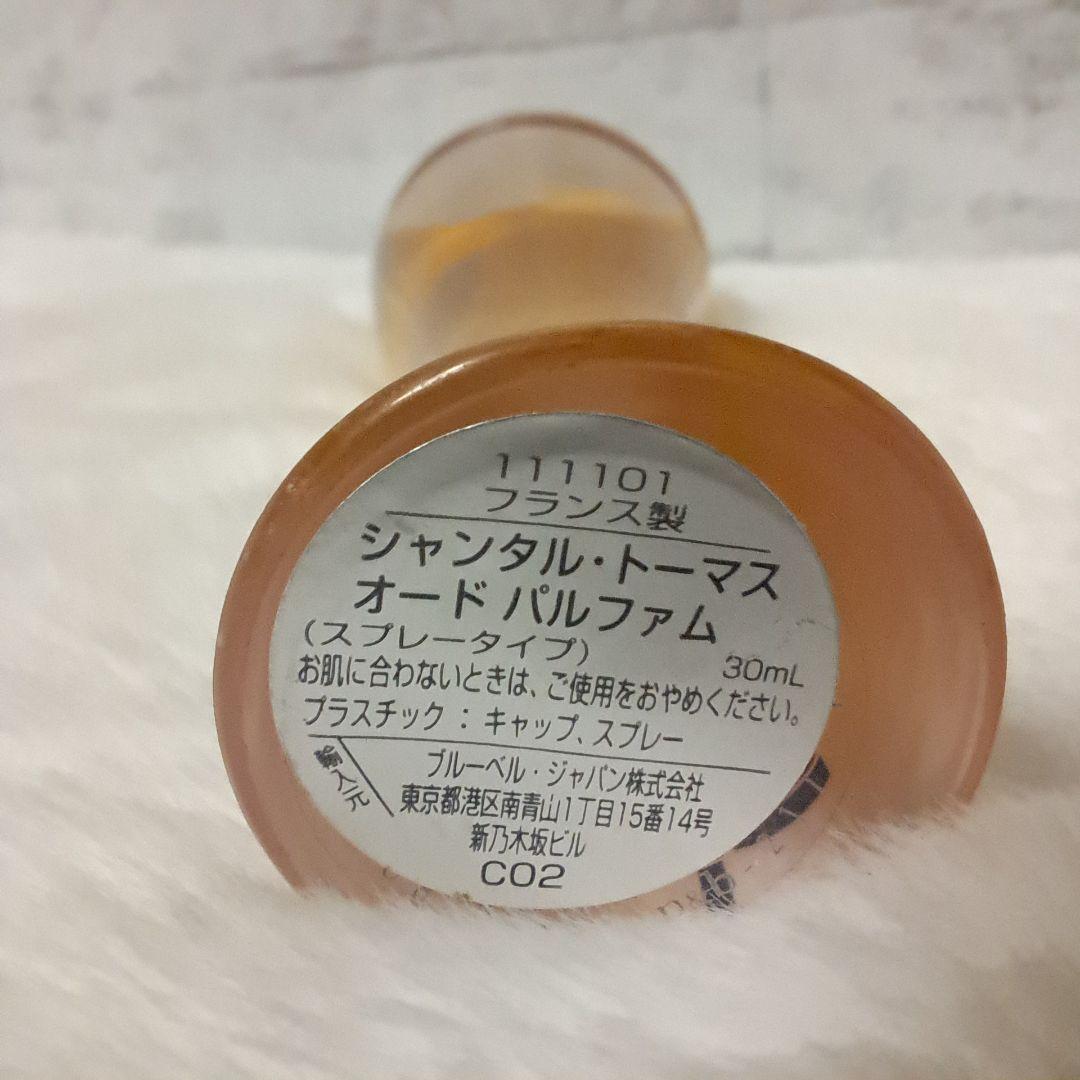 111101
フランス製
シャンタル・トーマス
オード パルファム
(スプレータイプ) 30mL
お肌に合わないときは、ご使用をおやめください。
プラスチック：キャップ、スプレー
輸入元
ブルーベル・ジャパン株式会社
東京都港区南青山1丁目15番14号
新乃木坂ビル
C02